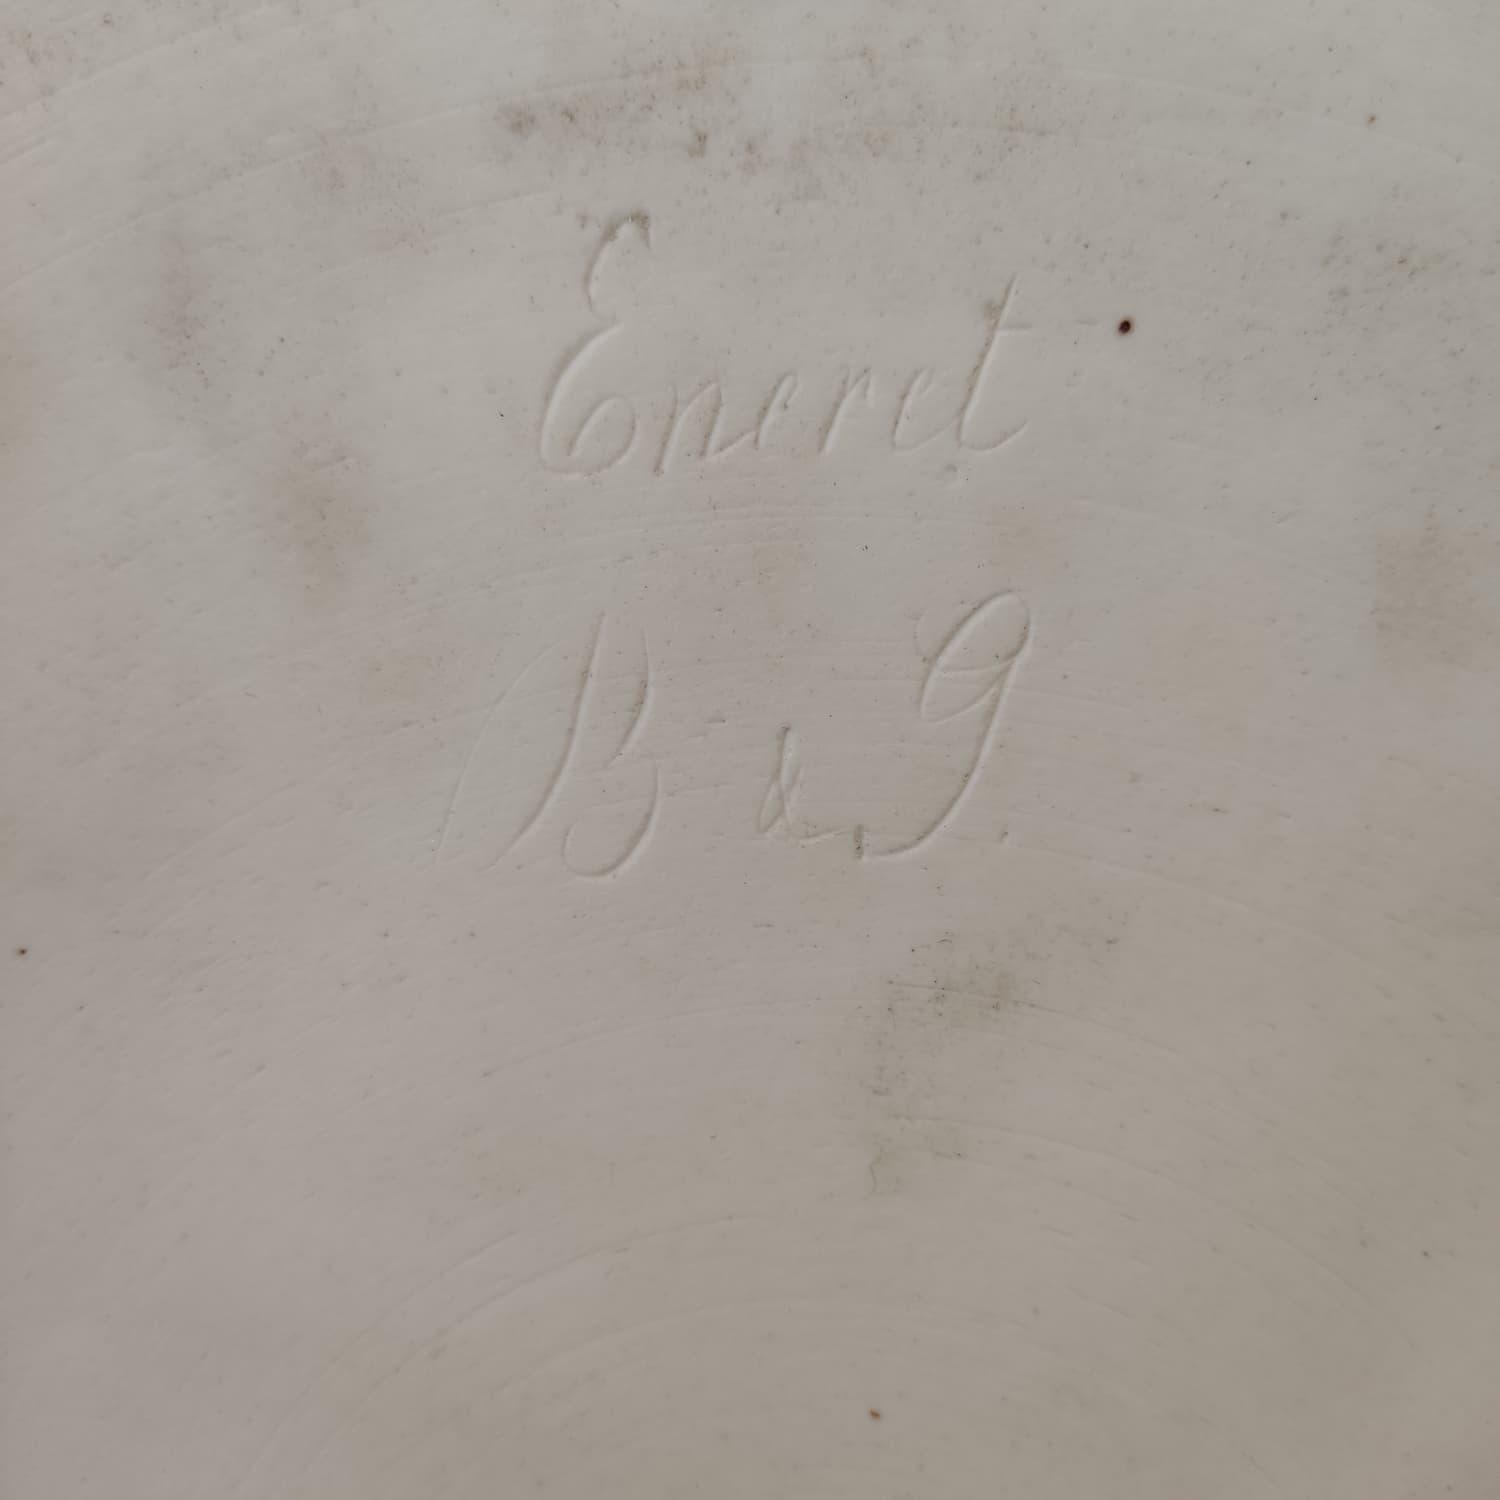 Eneret
B & G.